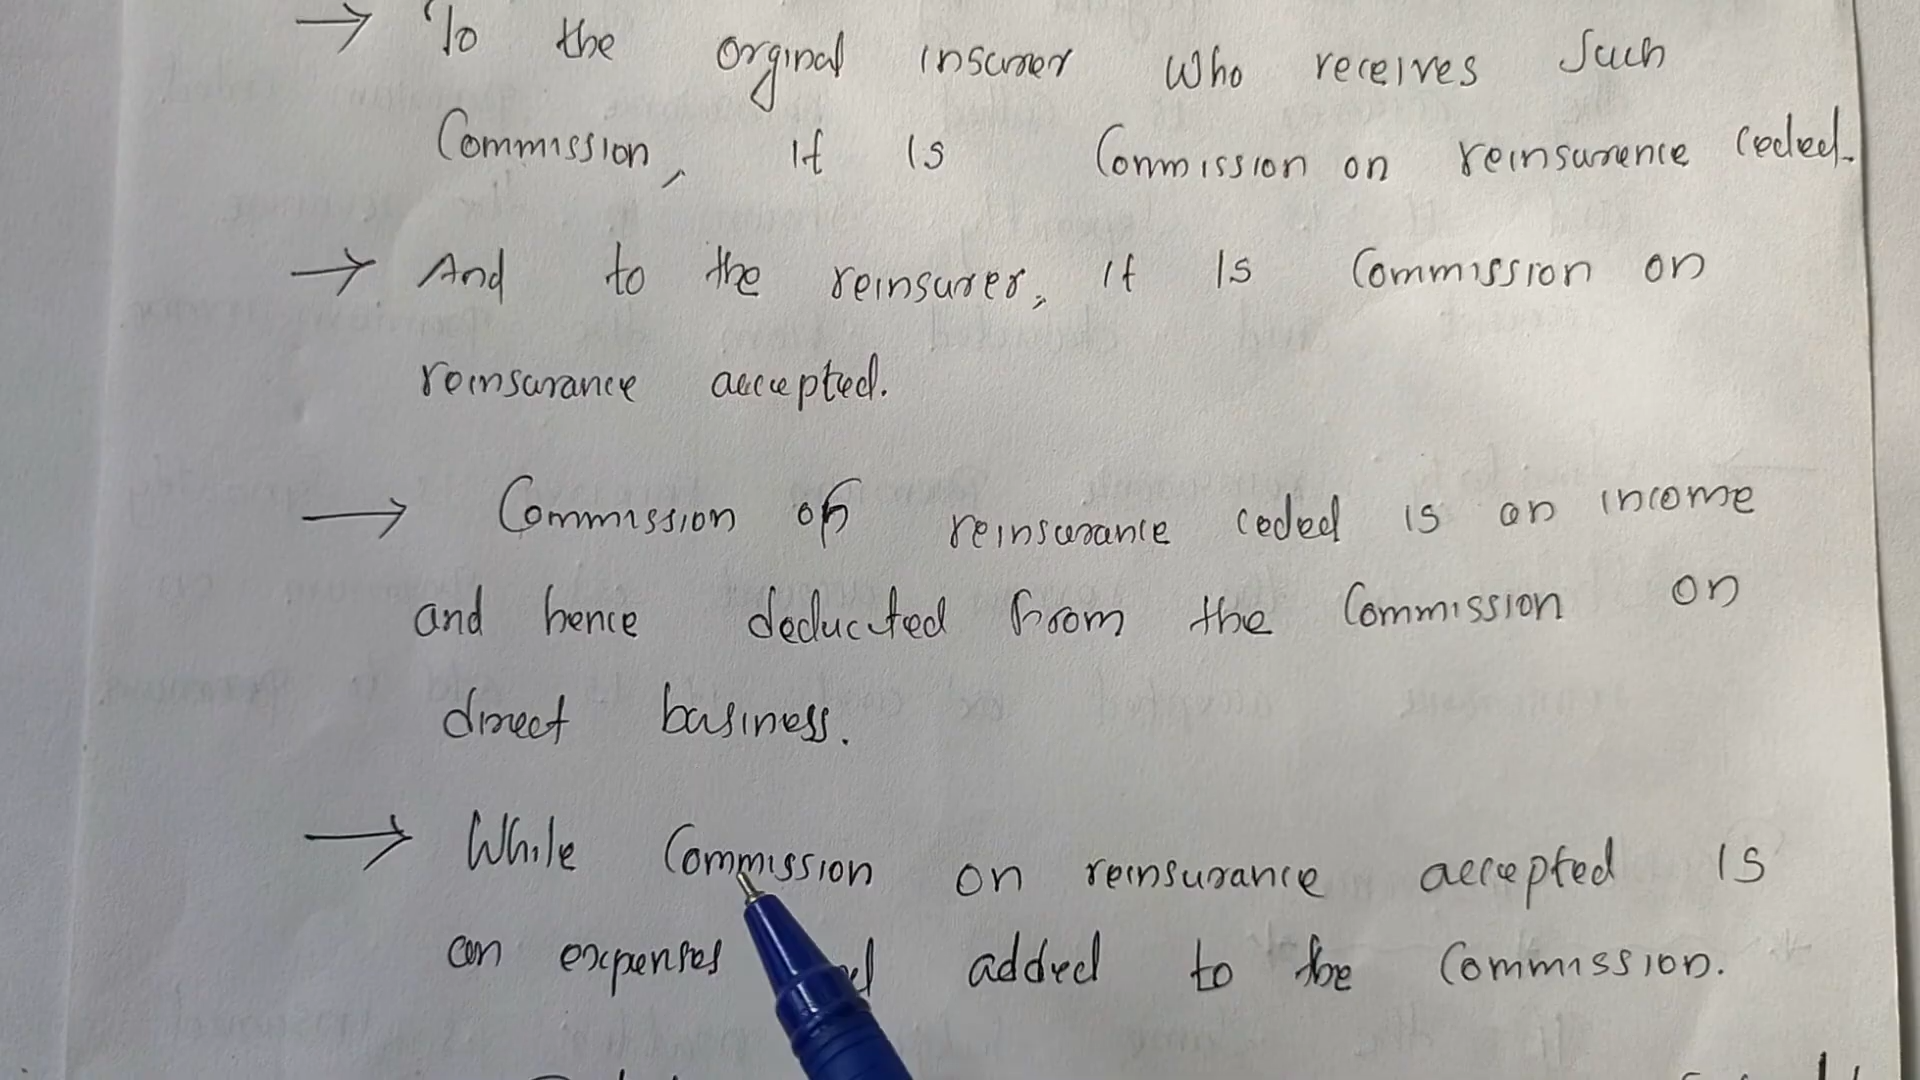 → To the orginal insurer who receives such
Commission, it is Commission on reinsurence ceded.
→ And to the reinsurer, it is Commission on
reinsurance accepted.
→ Commission of reinsurance ceded is an income
and hence deducted from the Commission on
direct business.
→ While Commission on reinsurance accepted is
an expenses added to the Commission.